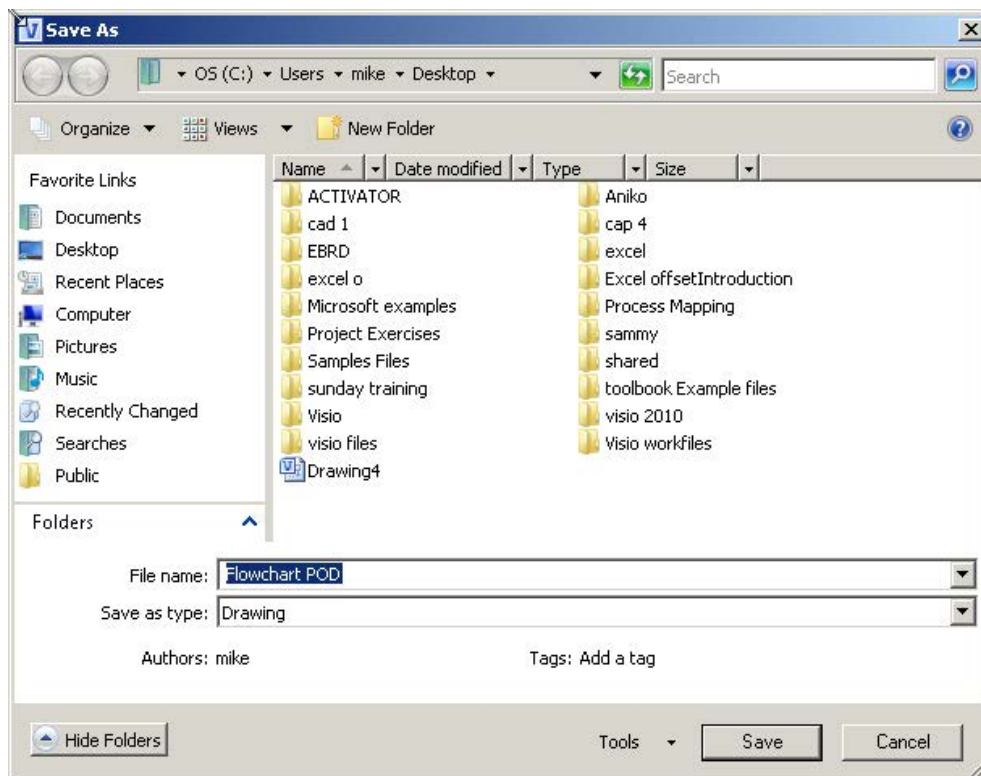 Save As
OS (C:) Users mike Desktop Search
Organize Views New Folder
Favorite Links
Documents
Desktop
Recent Places
Computer
Pictures
Music
Recently Changed
Searches
Public
Folders
Name Date modified Type Size
ACTIVATOR Aniko
cad 1 cap 4
EBRD excel
excel o Excel offsetIntroduction
Microsoft examples Process Mapping
Project Exercises sammy
Samples Files shared
sunday training toolbook Example files
Visio visio 2010
visio files Visio workfiles
Drawing4
File name: Flowchart POD
Save as type: Drawing
Authors: mike Tags: Add a tag
Hide Folders Tools Save Cancel